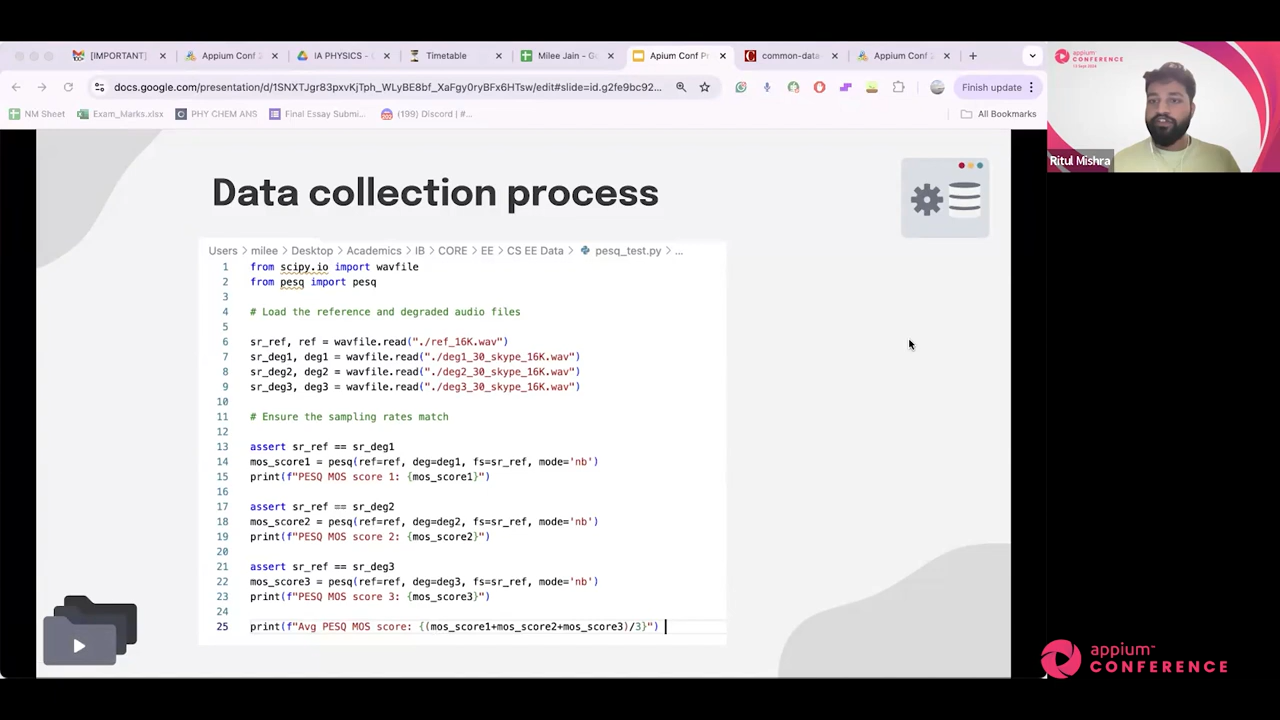 [IMPORTANT]
Appium Conf 2
IA PHYSICS -
Timetable
Milee Jain - Go
Apium Conf Pr
common-data
Appium Conf 2
docs.google.com/presentation/d/1SNXTJgr83pxvKjTph_WLyBE8bf_XaFgy0ryBFx6HTsw/edit#slide=id.g2fe9bc92...
Finish update
NM Sheet
Exam_Marks.xlsx
PHY CHEM ANS
Final Essay Submi...
(199) Discord | #...
All Bookmarks
appium
CONFERENCE
Ritul Mishra
Data collection process
Users > milee > Desktop > Academics > IB > CORE > EE > CS EE Data > pesq_test.py > ...
1 from scipy.io import wavfile
2 from pesq import pesq
3
4 # Load the reference and degraded audio files
5
6 sr_ref, ref = wavfile.read("./ref_16K.wav")
7 sr_deg1, deg1 = wavfile.read("./deg1_30_skype_16K.wav")
8 sr_deg2, deg2 = wavfile.read("./deg2_30_skype_16K.wav")
9 sr_deg3, deg3 = wavfile.read("./deg3_30_skype_16K.wav")
10
11 # Ensure the sampling rates match
12
13 assert sr_ref == sr_deg1
14 mos_score1 = pesq(ref=ref, deg=deg1, fs=sr_ref, mode='nb')
15 print(f"PESQ MOS score 1: {mos_score1}")
16
17 assert sr_ref == sr_deg2
18 mos_score2 = pesq(ref=ref, deg=deg2, fs=sr_ref, mode='nb')
19 print(f"PESQ MOS score 2: {mos_score2}")
20
21 assert sr_ref == sr_deg3
22 mos_score3 = pesq(ref=ref, deg=deg3, fs=sr_ref, mode='nb')
23 print(f"PESQ MOS score 3: {mos_score3}")
24
25 print(f"Avg PESQ MOS score: {(mos_score1+mos_score2+mos_score3)/3}")
appium™
CONFERENCE